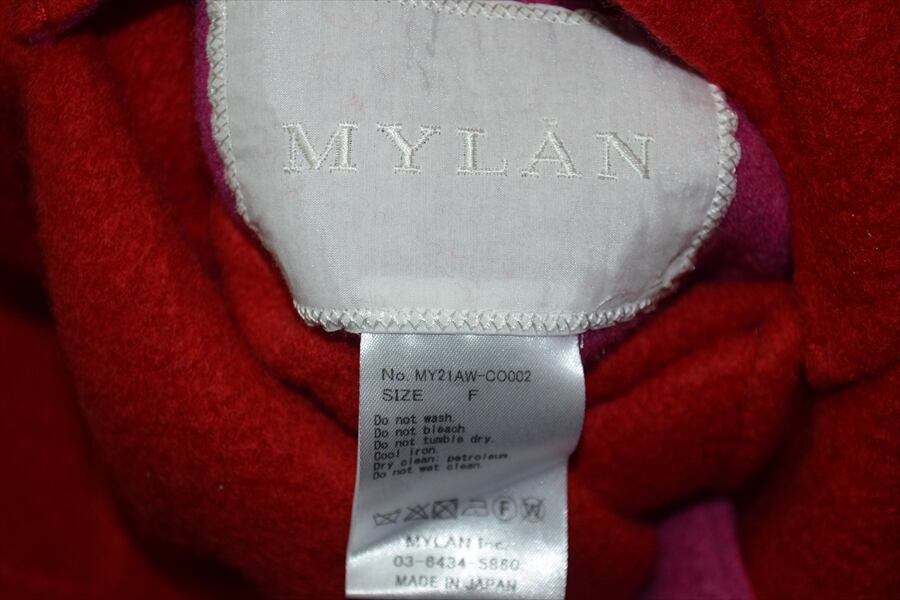 MYLÅN
No. MY21AW-CO002
SIZE F
Do not wash.
Do not bleach.
Do not tumble dry.
Cool iron.
Dry clean: petroleum
Do not wet clean.
F W
MYLAN Inc.
03-6434-5860
MADE IN JAPAN